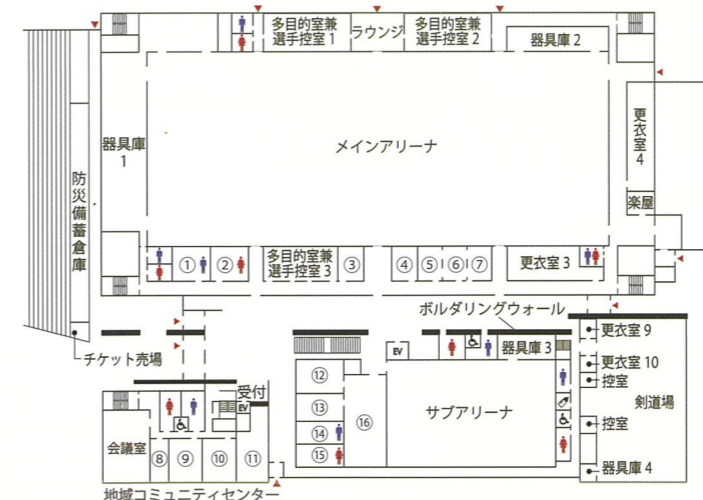 多目的室兼
選手控室 1
ラウンジ
多目的室兼
選手控室 2
器具庫 2
器具庫
1
メインアリーナ
更衣室
4
楽屋
防災備蓄倉庫
①
②
多目的室兼
選手控室 3
③
④
⑤
⑥
⑦
更衣室 3
ボルダリングウォール
チケット売場
EV
器具庫 3
更衣室 9
更衣室 10
控室
剣道場
控室
器具庫 4
⑫
⑬
⑭
⑮
⑯
サブアリーナ
受付
EV
会議室
⑧
⑨
⑩
⑪
地域コミュニティセンター